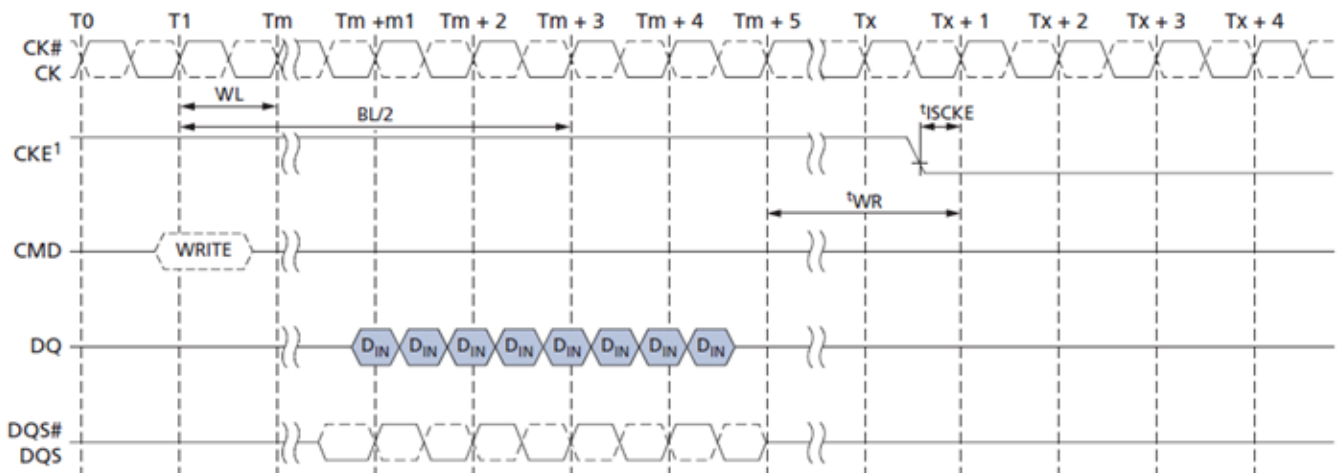 T0 T1 Tm Tm +m1 Tm + 2 Tm + 3 Tm + 4 Tm + 5 Tx Tx + 1 Tx + 2 Tx + 3 Tx + 4
CK#
CK
WL
BL/2
tISCKE
CKE1
tWR
CMD WRITE
DQ DIN DIN DIN DIN DIN DIN DIN DIN
DQS#
DQS